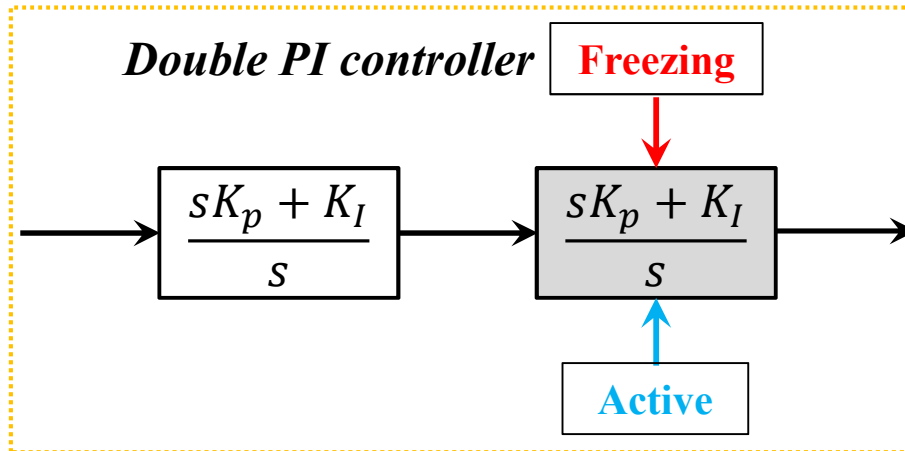 Double PI controller
Freezing
sK_p + K_I
s
sK_p + K_I
s
Active